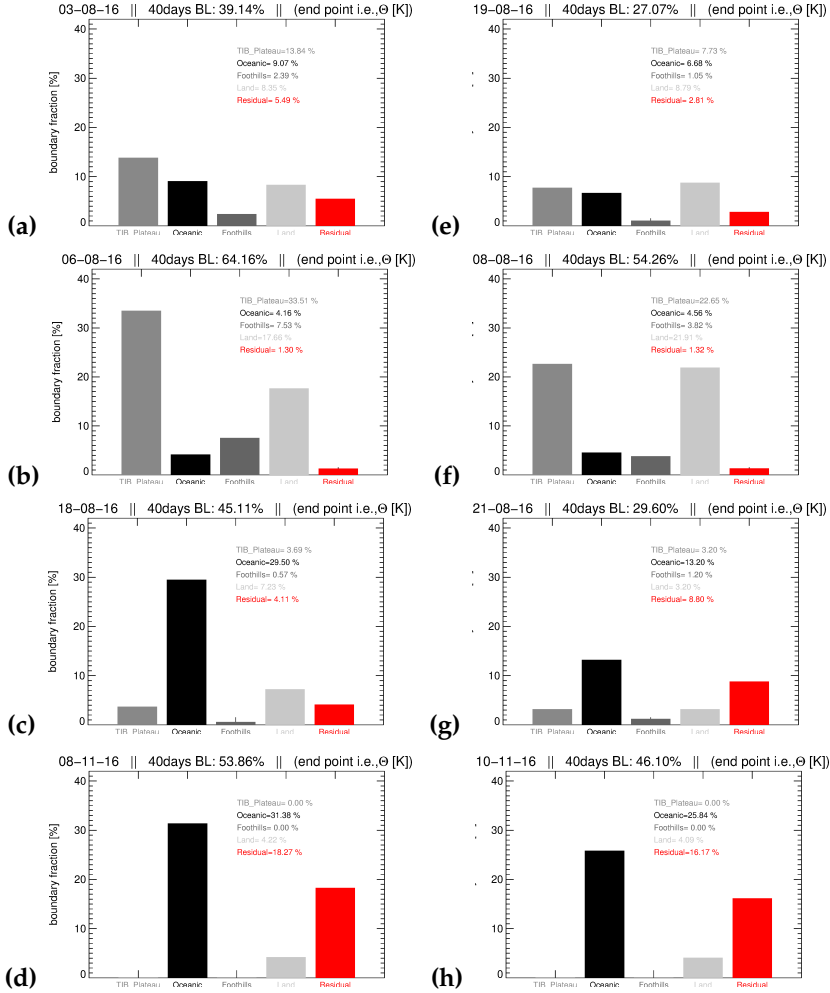 03−08−16 || 40days BL: 39.14% || (end point i.e.,Θ [K])
TIB_Plateau=13.84 %
Oceanic= 9.07 %
Foothills= 2.39 %
Land= 8.35 %
Residual= 5.49 %
boundary fraction [%]
40
30
20
10
0
TIB_Plateau Oceanic Foothills Land Residual
(a)
19−08−16 || 40days BL: 27.07% || (end point i.e.,Θ [K])
TIB_Plateau= 7.73 %
Oceanic= 6.68 %
Foothills= 1.05 %
Land= 8.79 %
Residual= 2.81 %
40
30
20
10
0
TIB_Plateau Oceanic Foothills Land Residual
(e)
06−08−16 || 40days BL: 64.16% || (end point i.e.,Θ [K])
TIB_Plateau=33.51 %
Oceanic= 4.16 %
Foothills= 7.53 %
Land=17.66 %
Residual= 1.30 %
boundary fraction [%]
40
30
20
10
0
TIB_Plateau Oceanic Foothills Land Residual
(b)
08−08−16 || 40days BL: 54.26% || (end point i.e.,Θ [K])
TIB_Plateau=22.65 %
Oceanic= 4.56 %
Foothills= 3.82 %
Land=21.91 %
Residual= 1.32 %
40
30
20
10
0
TIB_Plateau Oceanic Foothills Land Residual
(f)
18−08−16 || 40days BL: 45.11% || (end point i.e.,Θ [K])
TIB_Plateau= 3.69 %
Oceanic=29.50 %
Foothills= 0.57 %
Land= 7.23 %
Residual= 4.11 %
boundary fraction [%]
40
30
20
10
0
TIB_Plateau Oceanic Foothills Land Residual
(c)
21−08−16 || 40days BL: 29.60% || (end point i.e.,Θ [K])
TIB_Plateau= 3.20 %
Oceanic=13.20 %
Foothills= 1.20 %
Land= 3.20 %
Residual= 8.80 %
40
30
20
10
0
TIB_Plateau Oceanic Foothills Land Residual
(g)
08−11−16 || 40days BL: 53.86% || (end point i.e.,Θ [K])
TIB_Plateau= 0.00 %
Oceanic=31.38 %
Foothills= 0.00 %
Land= 4.22 %
Residual=18.27 %
boundary fraction [%]
40
30
20
10
0
TIB_Plateau Oceanic Foothills Land Residual
(d)
10−11−16 || 40days BL: 46.10% || (end point i.e.,Θ [K])
TIB_Plateau= 0.00 %
Oceanic=25.84 %
Foothills= 0.00 %
Land= 4.09 %
Residual=16.17 %
40
30
20
10
0
TIB_Plateau Oceanic Foothills Land Residual
(h)